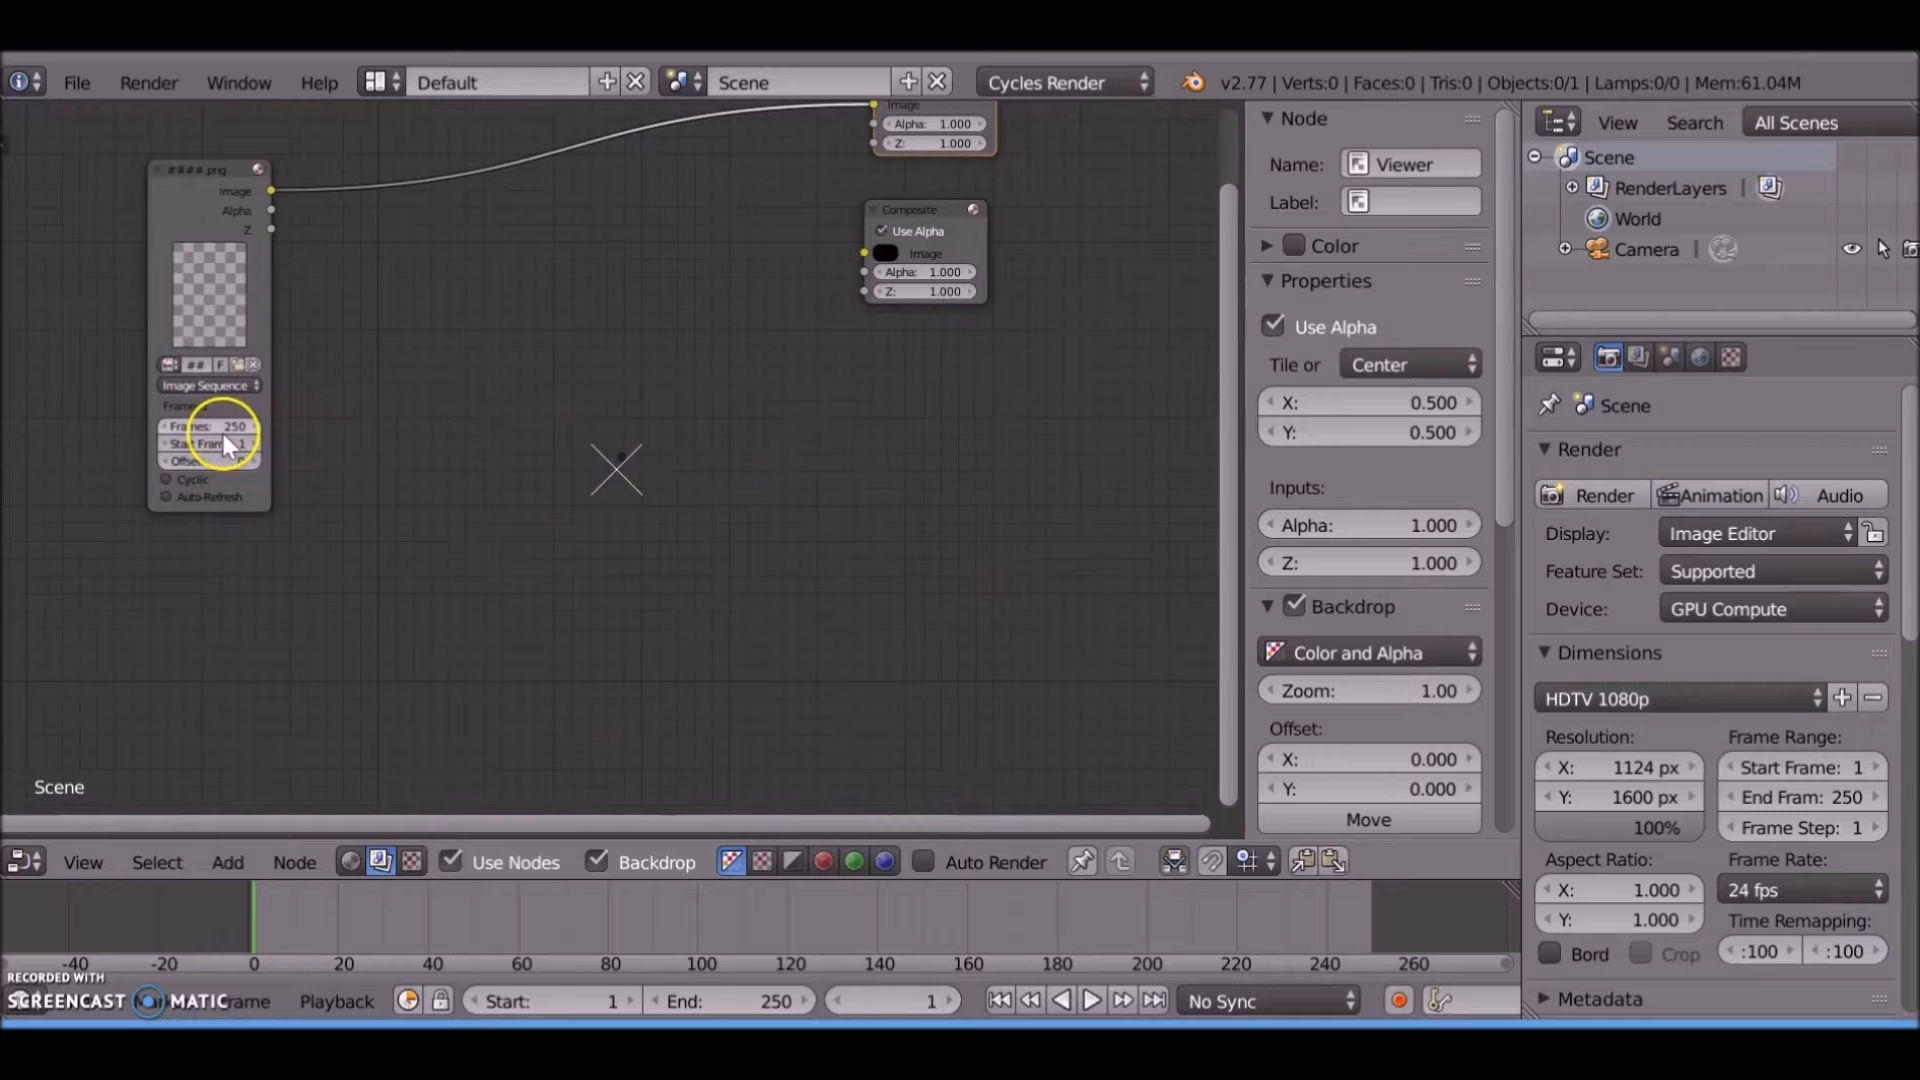 File Render Window Help Default Scene Cycles Render v2.77 | Verts:0 | Faces:0 | Tris:0 | Objects:0/1 | Lamps:0/0 | Mem:61.04M
####.png
Image
Alpha
Z
##
F
Image Sequence
Frames: 250
Start Fram 1
Cyclic
Auto-Refresh
Image
Alpha: 1.000
Z: 1.000
Composite
Use Alpha
Image
Alpha: 1.000
Z: 1.000
Scene
Node
Name: Viewer
Label:
Color
Properties
Use Alpha
Tile or Center
X: 0.500
Y: 0.500
Inputs:
Alpha: 1.000
Z: 1.000
Backdrop
Color and Alpha
Zoom: 1.00
Offset:
X: 0.000
Y: 0.000
Move
View Search All Scenes
Scene
RenderLayers |
World
Camera |
Scene
Render
Render Animation Audio
Display: Image Editor
Feature Set: Supported
Device: GPU Compute
Dimensions
HDTV 1080p
Resolution: Frame Range:
X: 1124 px Start Frame: 1
Y: 1600 px End Fram: 250
100% Frame Step: 1
Aspect Ratio: Frame Rate:
X: 1.000 24 fps
Y: 1.000 Time Remapping:
Bord Crop :100 :100
Metadata
View Select Add Node Use Nodes Backdrop Auto Render
-40 -20 0 20 40 60 80 100 120 140 160 180 200 220 240 260
RECORDED WITH
SCREENCAST MATIC
Frame Playback Start: 1 End: 250 1 No Sync